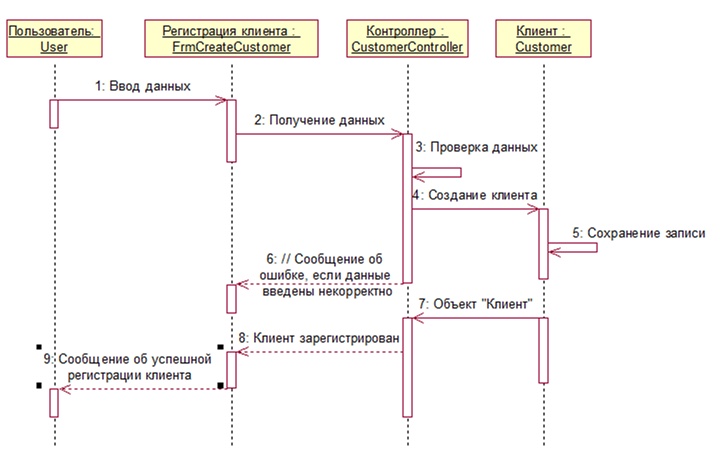 Пользователь:
User
Регистрация клиента :
FrmCreateCustomer
Контроллер :
CustomerController
Клиент :
Customer
1: Ввод данных
2: Получение данных
3: Проверка данных
4: Создание клиента
5: Сохранение записи
6: // Сообщение об
ошибке, если данные
введены некорректно
7: Объект "Клиент"
8: Клиент зарегистрирован
9: Сообщение об успешной
регистрации клиента